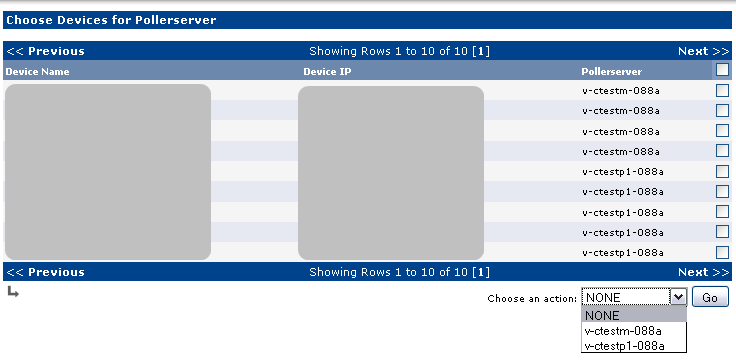 Choose Devices for Pollerserver
<< Previous Showing Rows 1 to 10 of 10 [1] Next >>
Device Name Device IP Pollerserver
v-ctestm-088a
v-ctestm-088a
v-ctestm-088a
v-ctestm-088a
v-ctestp1-088a
v-ctestp1-088a
v-ctestp1-088a
v-ctestp1-088a
v-ctestp1-088a
<< Previous Showing Rows 1 to 10 of 10 [1] Next >>
Choose an action: NONE Go
NONE
v-ctestm-088a
v-ctestp1-088a